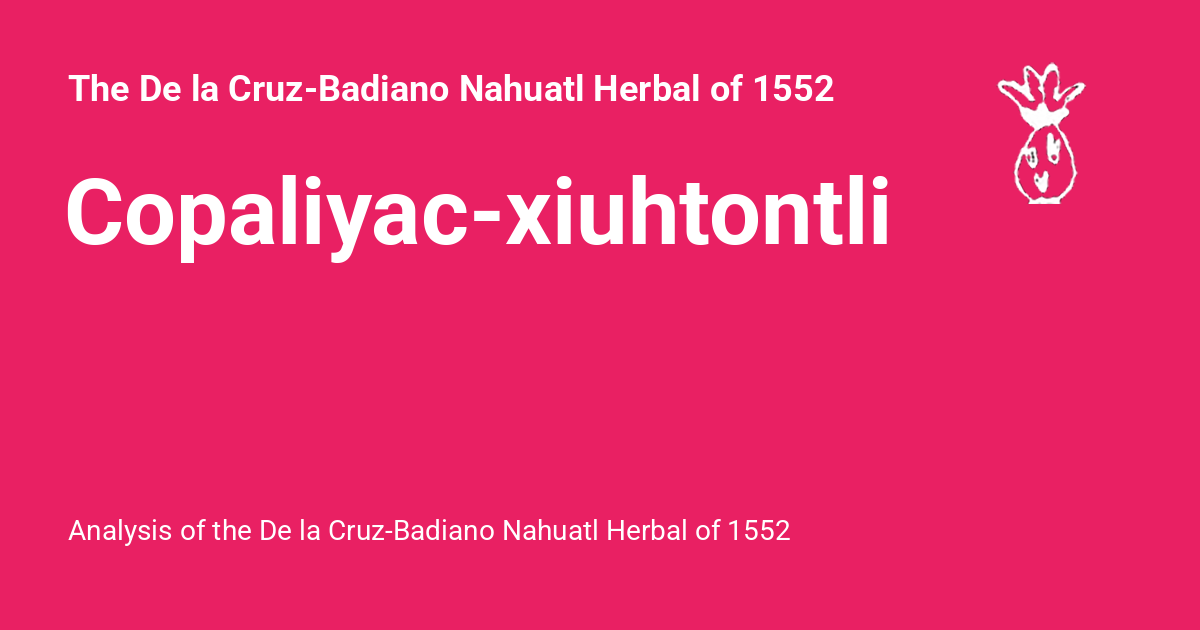 The De la Cruz-Badiano Nahuatl Herbal of 1552
Copaliyac-xiuhtontli
Analysis of the De la Cruz-Badiano Nahuatl Herbal of 1552